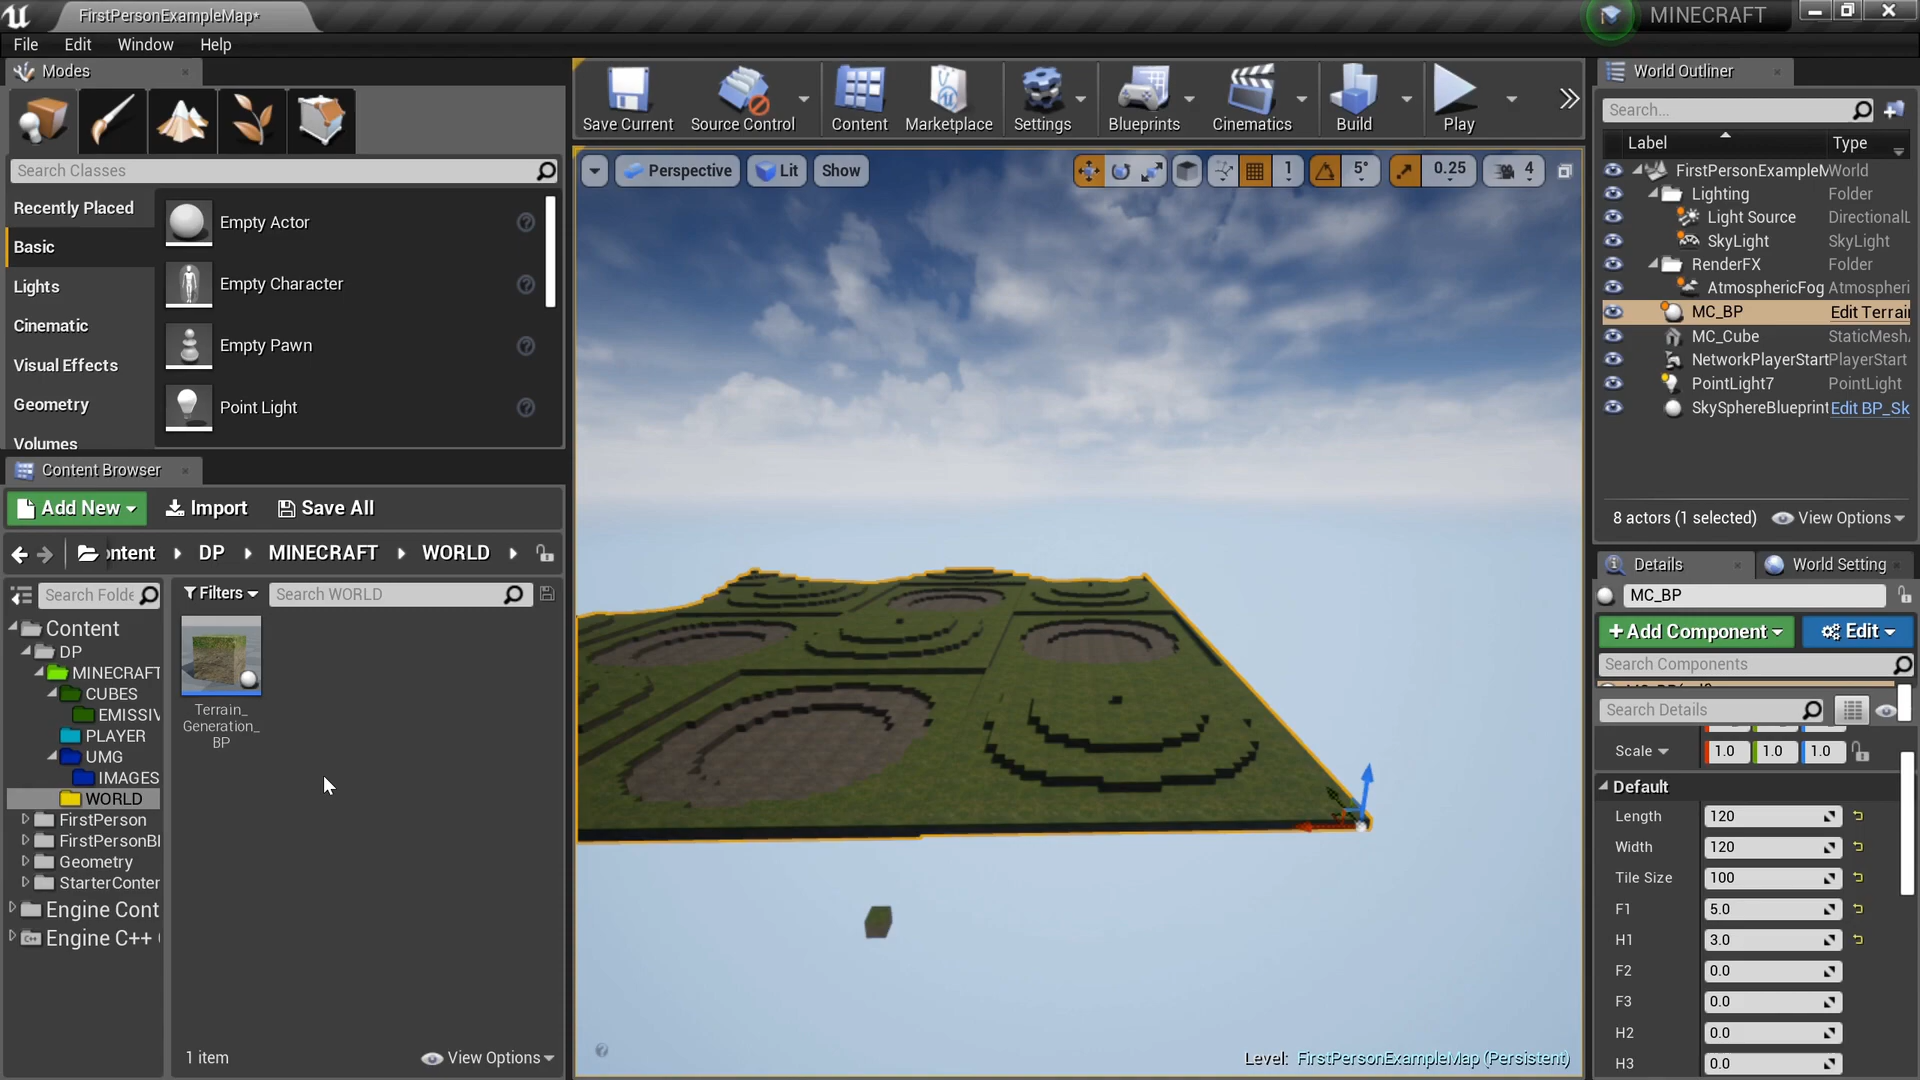 FirstPersonExampleMap*
MINECRAFT
File Edit Window Help
Modes
Search Classes
Recently Placed
Basic
Lights
Cinematic
Visual Effects
Geometry
Volumes
Empty Actor
Empty Character
Empty Pawn
Point Light
Save Current
Source Control
Content
Marketplace
Settings
Blueprints
Cinematics
Build
Play
Perspective
Lit
Show
1
5°
0.25
4
Level: FirstPersonExampleMap (Persistent)
Content Browser
Add New
Import
Save All
ontent DP MINECRAFT WORLD
Search Folde
Filters
Search WORLD
Content
DP
MINECRAFT
CUBES
EMISSIV
PLAYER
UMG
IMAGES
WORLD
FirstPerson
FirstPersonBl
Geometry
StarterConter
Engine Cont
Engine C++
Terrain_
Generation_
BP
1 item
View Options
World Outliner
Search...
Label Type
FirstPersonExampleM World
Lighting Folder
Light Source DirectionalL
SkyLight SkyLight
RenderFX Folder
AtmosphericFog Atmospheri
MC_BP Edit Terrai
MC_Cube StaticMesh
NetworkPlayerStart PlayerStart
PointLight7 PointLight
SkySphereBlueprint Edit BP_Sk
8 actors (1 selected)
View Options
Details
World Setting
MC_BP
+Add Component
Edit
Search Components
Search Details
Scale 1.0 1.0 1.0
Default
Length 120
Width 120
Tile Size 100
F1 5.0
H1 3.0
F2 0.0
F3 0.0
H2 0.0
H3 0.0